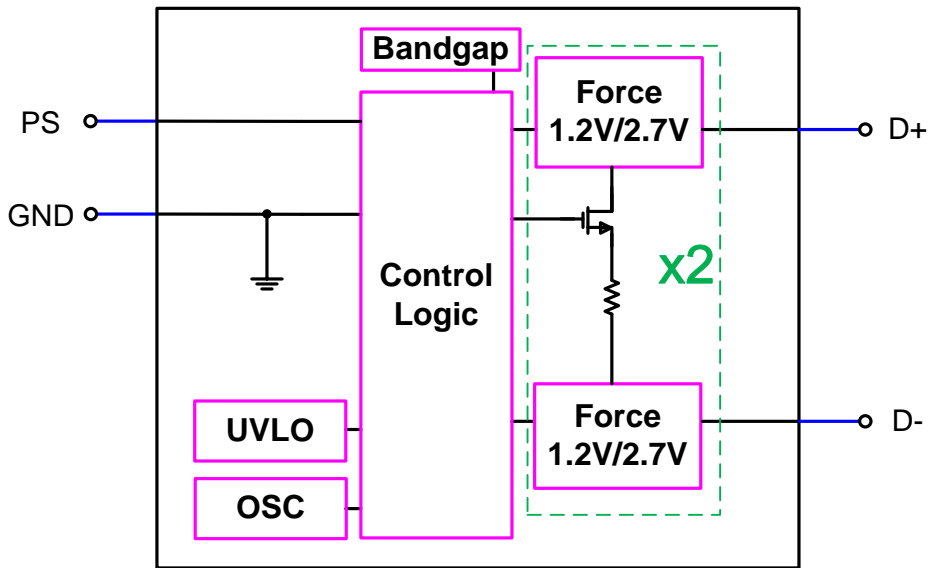 Bandgap
Force
1.2V/2.7V
PS
D+
GND
Control
Logic
x2
Force
1.2V/2.7V
D-
UVLO
OSC